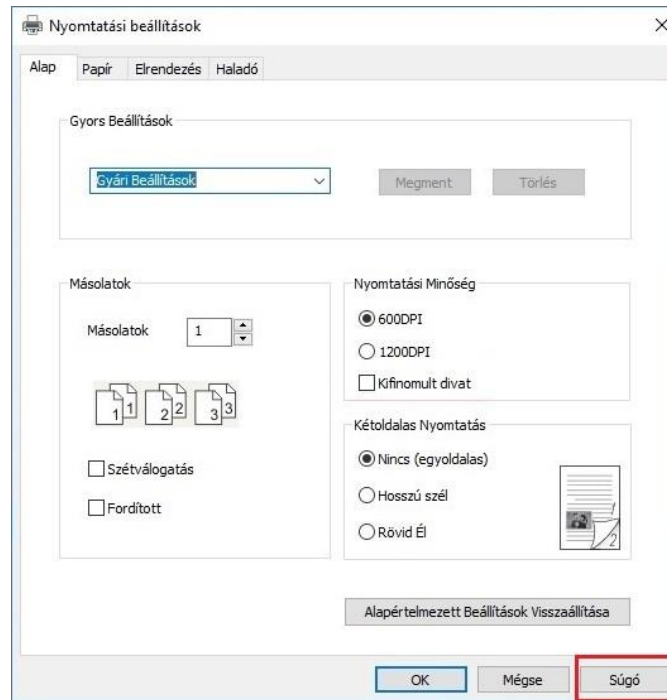 Nyomtatási beállítások
Alap Papír Elrendezés Haladó
Gyors Beállítások
Gyári Beállítások
Megment Törlés
Másolatok
Másolatok 1
1 1 2 2 3 3
Szétválogatás
Fordított
Nyomtatási Minőség
600DPI
1200DPI
Kifinomult divat
Kétoldalas Nyomtatás
Nincs (egyoldalas)
Hosszú szél
Rövid Él
1
2
Alapértelmezett Beállítások Visszaállítása
OK Mégse Súgó